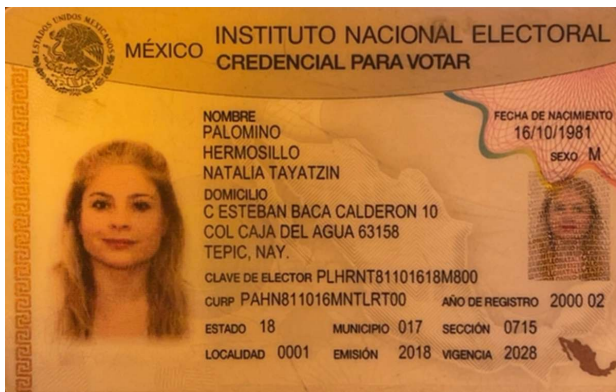 ESTADOS UNIDOS MEXICANOS
MÉXICO INSTITUTO NACIONAL ELECTORAL
CREDENCIAL PARA VOTAR
NOMBRE
PALOMINO
HERMOSILLO
NATALIA TAYATZIN
FECHA DE NACIMIENTO
16/10/1981
SEXO M
DOMICILIO
C ESTEBAN BACA CALDERON 10
COL CAJA DEL AGUA 63158
TEPIC, NAY.
CLAVE DE ELECTOR PLHRNT81101618M800
CURP PAHN811016MNTLRT00 AÑO DE REGISTRO 2000 02
ESTADO 18 MUNICIPIO 017 SECCIÓN 0715
LOCALIDAD 0001 EMISIÓN 2018 VIGENCIA 2028